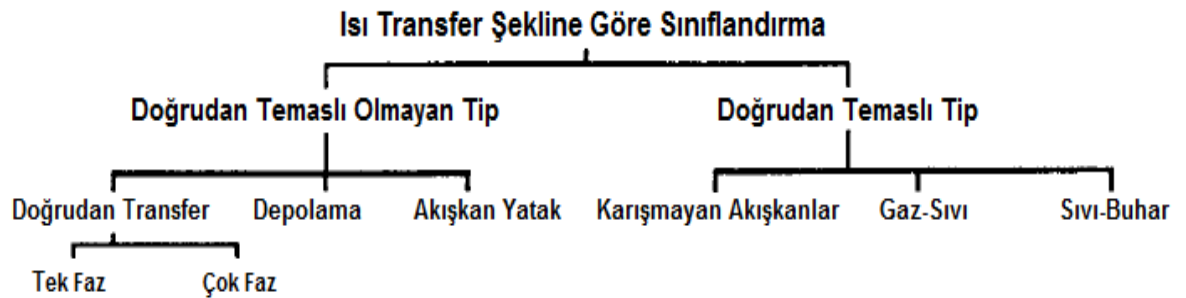 Isı Transfer Şekline Göre Sınıflandırma
Doğrudan Temaslı Olmayan Tip
Doğrudan Temaslı Tip
Doğrudan Transfer
Depolama
Akışkan Yatak
Karışmayan Akışkanlar
Gaz-Sıvı
Sıvı-Buhar
Tek Faz
Çok Faz